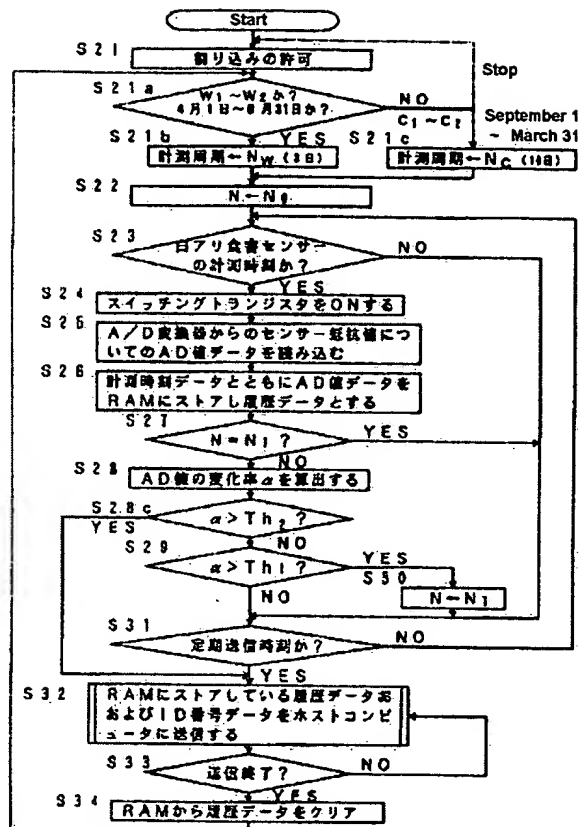 Start
S21
割り込みの許可
Stop
S21a
W₁～W₂か?
4月1日～8月31日か?
NO
C₁～C₂
September 1
~ March 31
S21b
YES
S21c
計測周期←N_W (3日)
計測周期←N_C (14日)
S22
N←N₀
S23
白アリ食害センサー
の計測時刻か?
NO
YES
S24
スイッチングトランジスタをONする
S25
A/D変換器からのセンサー抵抗値につ
いてのAD値データを読み込む
S26
計測時刻データとともにAD値データを
RAMにストアし履歴データとする
S27
N=N₁?
YES
NO
S28
AD値の変化率αを算出する
S28c
YES
α>Th₂?
NO
S29
α>Th₁?
YES
S30
N←N₁
NO
S31
定期送信時刻か?
NO
YES
S32
RAMにストアしている履歴データお
およびID番号データをホストコンピ
ュータに送信する
S33
送信終了?
NO
YES
S34
RAMから履歴データをクリア